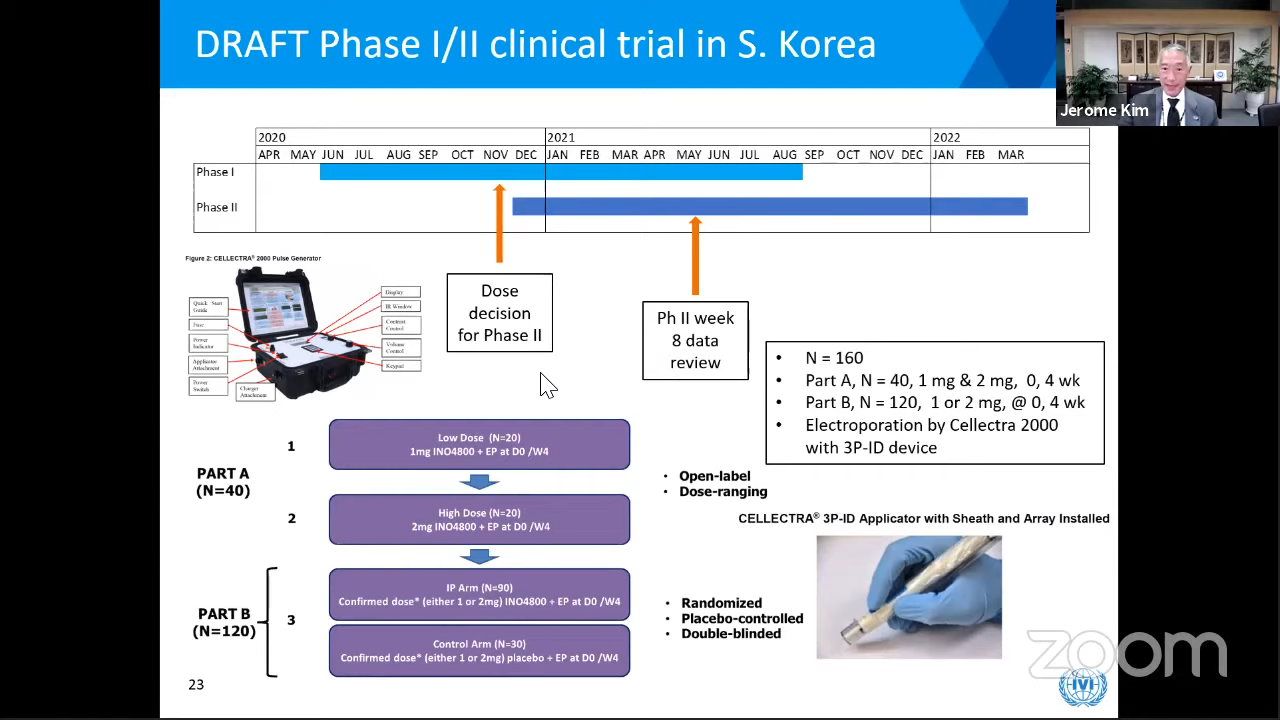 DRAFT Phase I/II clinical trial in S. Korea
Jerome Kim
2020 2021 2022
APR MAY JUN JUL AUG SEP OCT NOV DEC JAN FEB MAR APR MAY JUN JUL AUG SEP OCT NOV DEC JAN FEB MAR
Phase I
Phase II
Figure 2: CELLECTRA® 2000 Pulse Generator
Quick Start
Guide
Fuse
Power
Indicator
Applicator
Attachment
Power
Switch
Charger
Attachment
Display
IR Window
Contrast
Control
Volume
Control
Keypad
Dose
decision
for Phase II
Ph II week
8 data
review
• N = 160
• Part A, N = 40, 1 mg & 2 mg, 0, 4 wk
• Part B, N = 120, 1 or 2 mg, @ 0, 4 wk
• Electroporation by Cellectra 2000
with 3P-ID device
PART A
(N=40)
1
Low Dose (N=20)
1mg INO4800 + EP at D0 /W4
2
High Dose (N=20)
2mg INO4800 + EP at D0 /W4
• Open-label
• Dose-ranging
CELLECTRA® 3P-ID Applicator with Sheath and Array Installed
PART B
(N=120)
3
IP Arm (N=90)
Confirmed dose* (either 1 or 2mg) INO4800 + EP at D0 /W4
Control Arm (N=30)
Confirmed dose* (either 1 or 2mg) placebo + EP at D0 /W4
• Randomized
• Placebo-controlled
• Double-blinded
zoom
IVI
23